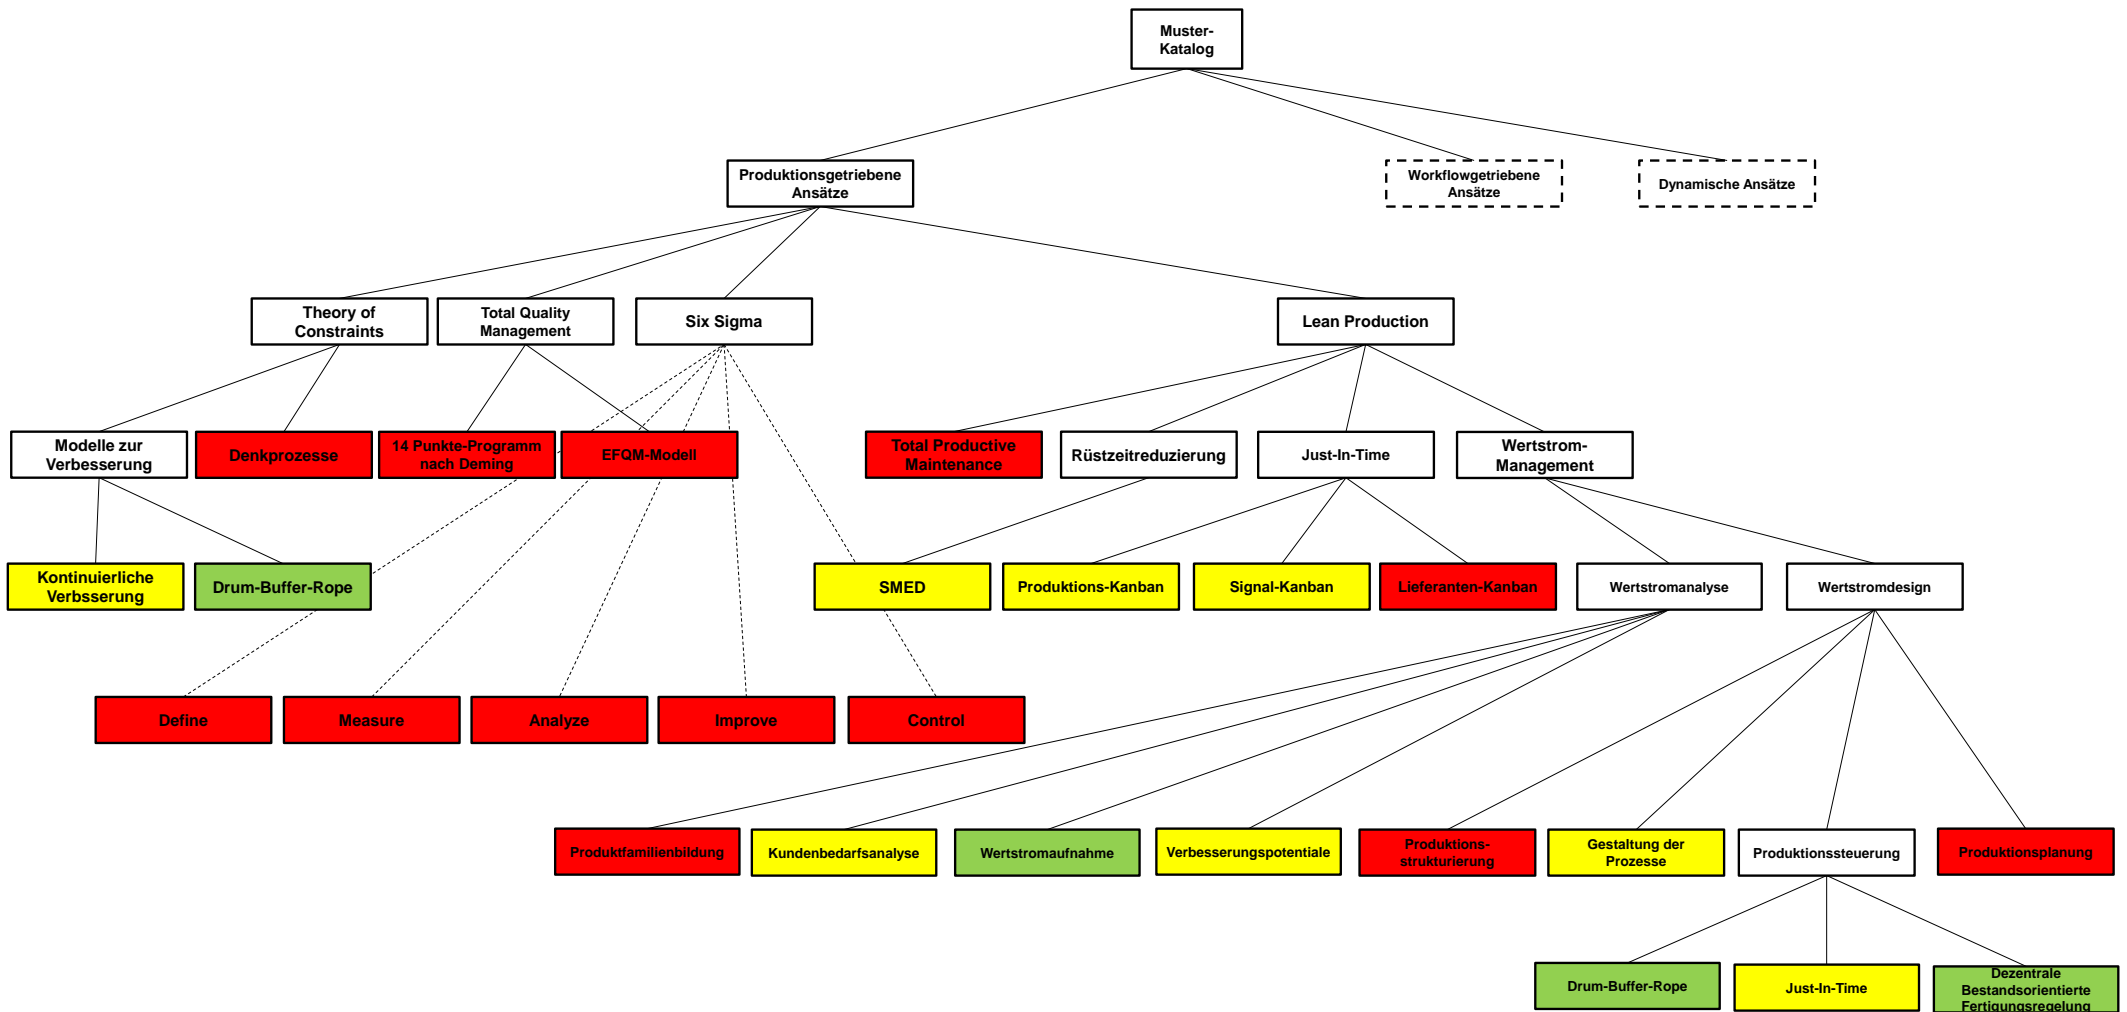 Muster-
Katalog
Produktionsgetriebene
Ansätze
Workflowgetriebene
Ansätze
Dynamische Ansätze
Theory of
Constraints
Total Quality
Management
Six Sigma
Lean Production
Modelle zur
Verbesserung
Denkprozesse
14 Punkte-Programm
nach Deming
EFQM-Modell
Total Productive
Maintenance
Rüstzeitreduzierung
Just-In-Time
Wertstrom-
Management
Kontinuierliche
Verbsserung
Drum-Buffer-Rope
SMED
Produktions-Kanban
Signal-Kanban
Lieferanten-Kanban
Wertstromanalyse
Wertstromdesign
Define
Measure
Analyze
Improve
Control
Produktfamilienbildung
Kundenbedarfsanalyse
Wertstromaufnahme
Verbesserungspotentiale
Produktions-
strukturierung
Gestaltung der
Prozesse
Produktionssteuerung
Produktionsplanung
Drum-Buffer-Rope
Just-In-Time
Dezentrale
Bestandsorientierte
Fertigungsregelung